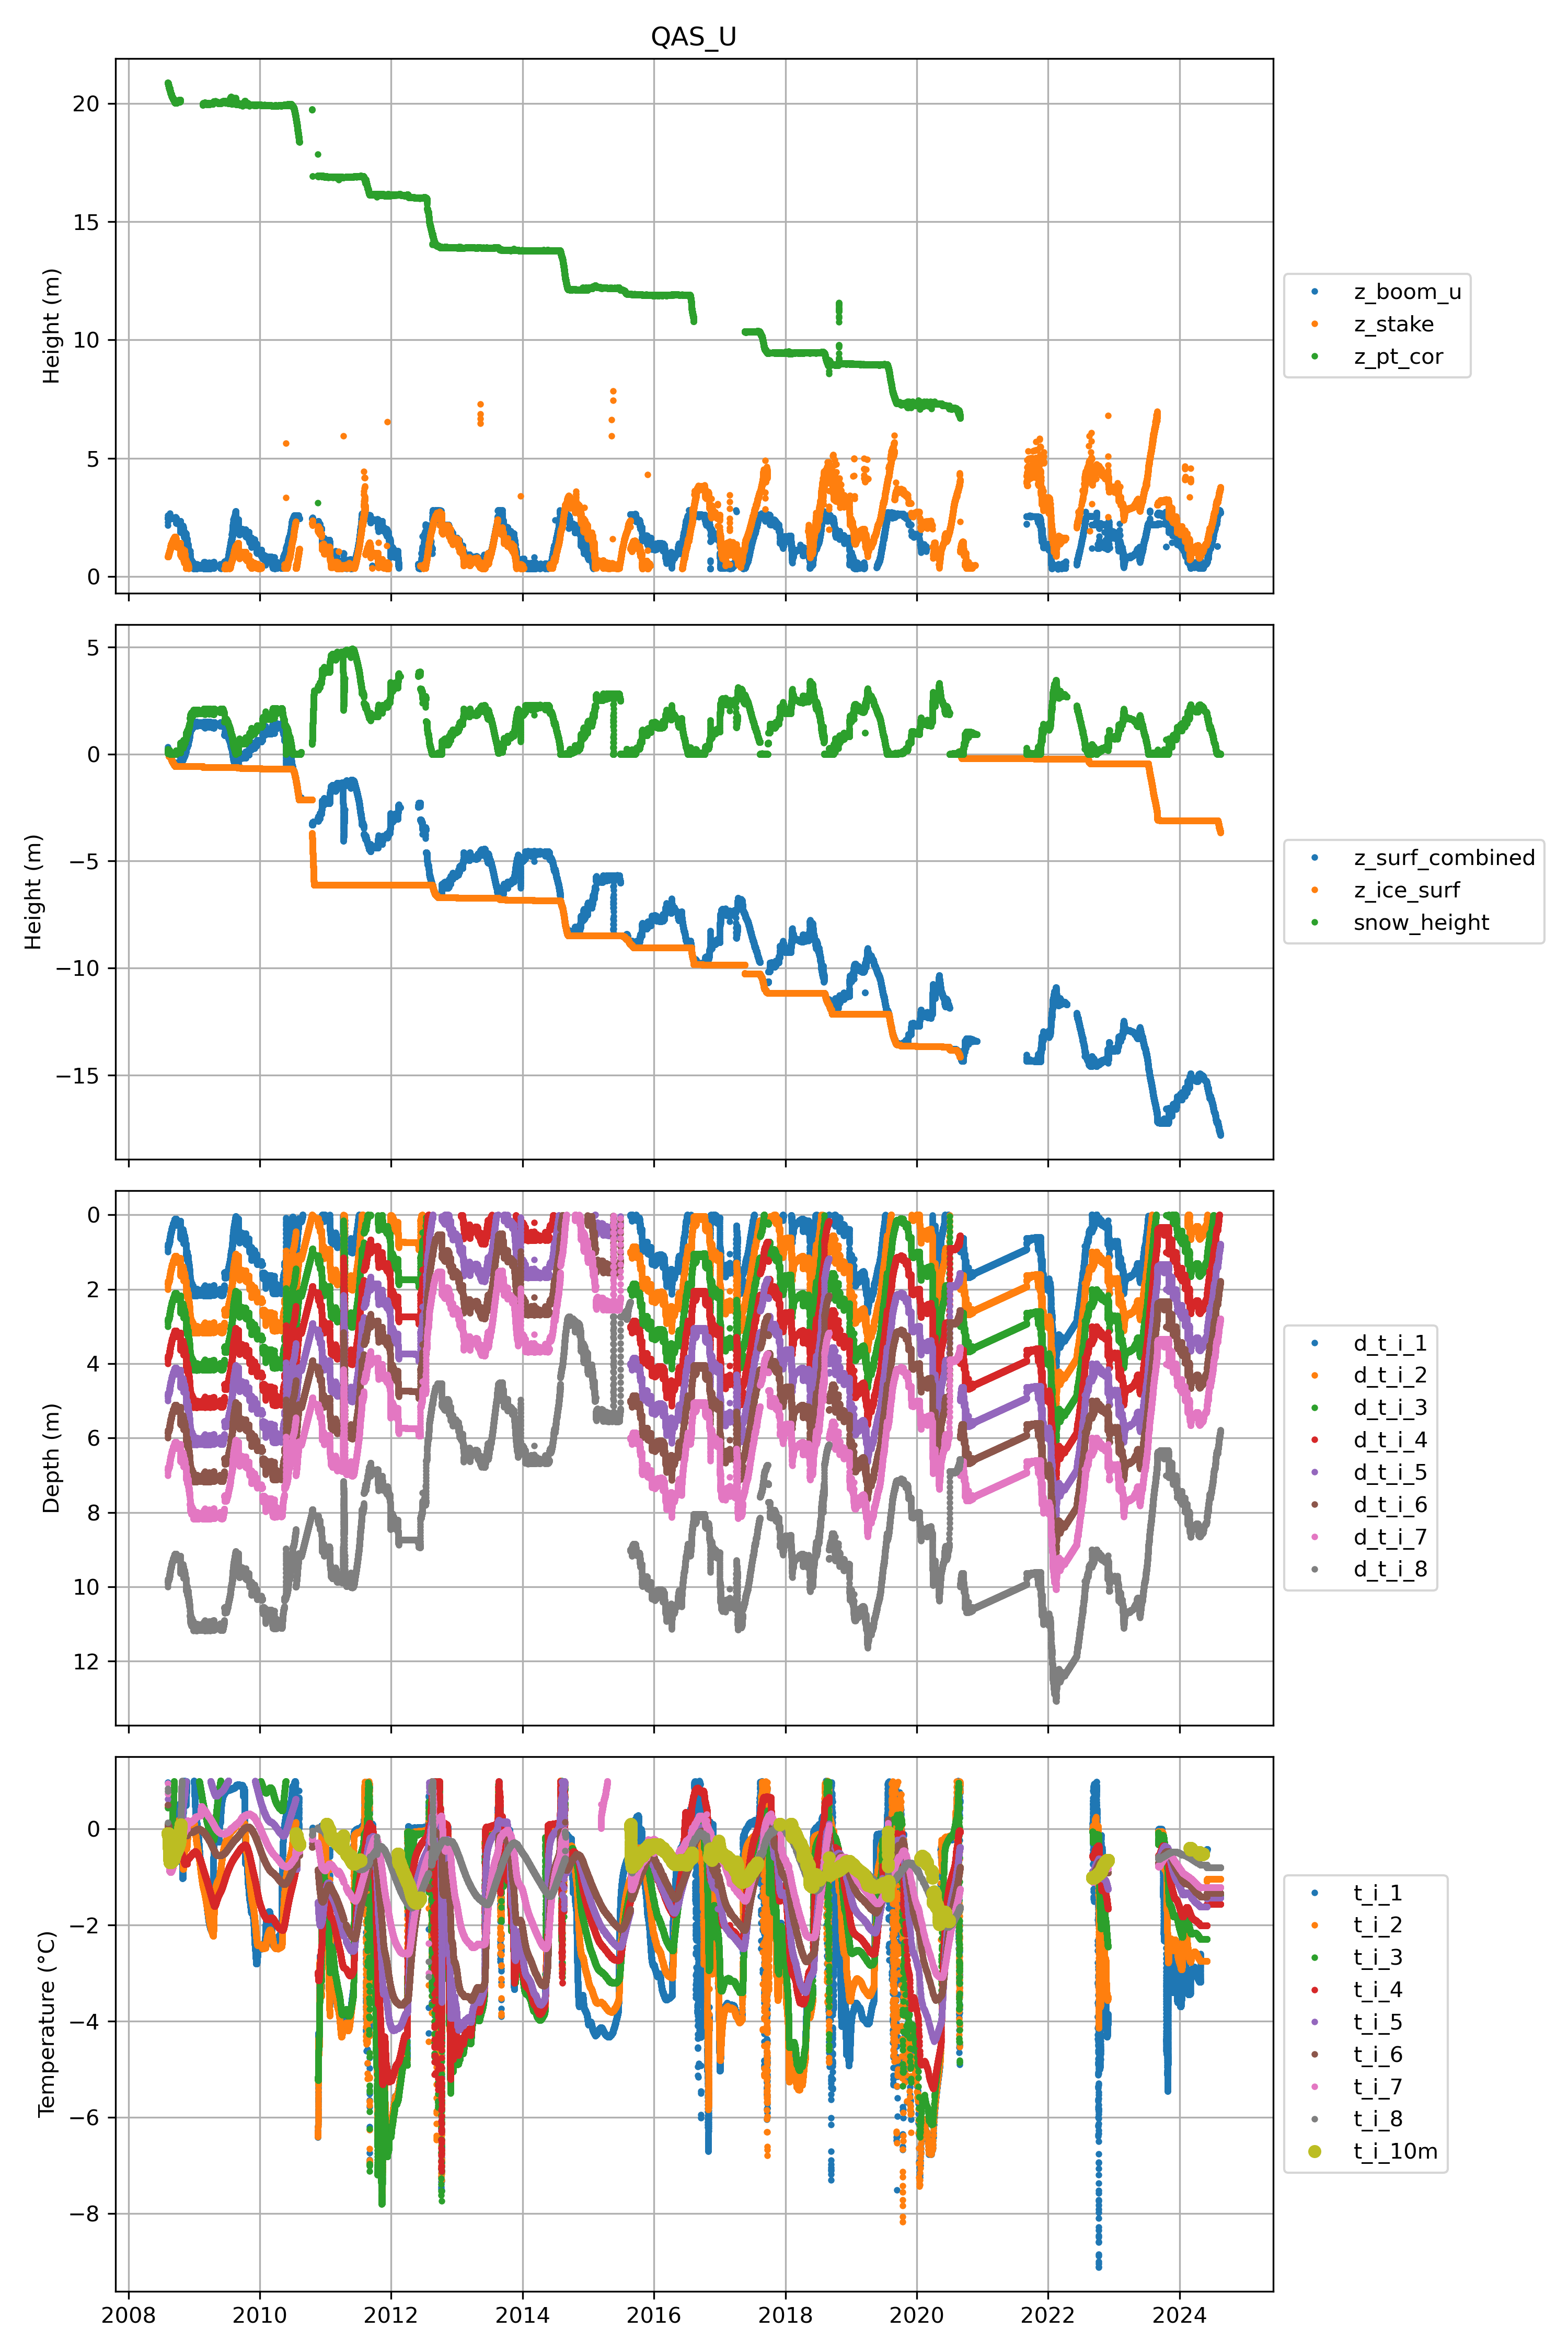 QAS_U
Height (m)
20
15
10
5
0
z_boom_u
z_stake
z_pt_cor
Height (m)
5
0
−5
−10
−15
z_surf_combined
z_ice_surf
snow_height
Depth (m)
0
2
4
6
8
10
12
d_t_i_1
d_t_i_2
d_t_i_3
d_t_i_4
d_t_i_5
d_t_i_6
d_t_i_7
d_t_i_8
Temperature (°C)
0
−2
−4
−6
−8
t_i_1
t_i_2
t_i_3
t_i_4
t_i_5
t_i_6
t_i_7
t_i_8
t_i_10m
2008 2010 2012 2014 2016 2018 2020 2022 2024